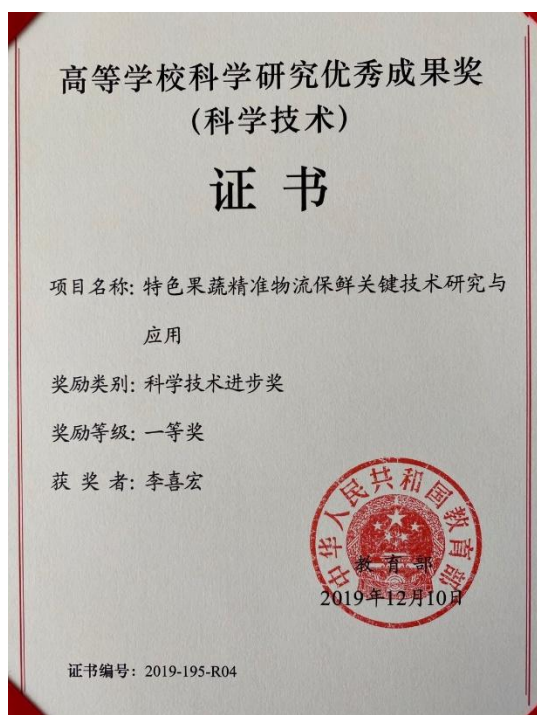 高等学校科学研究优秀成果奖
(科学技术)
证 书
项目名称: 特色果蔬精准物流保鲜关键技术研究与
应用
奖励类别: 科学技术进步奖
奖励等级: 一等奖
获 奖 者: 李喜宏
中华人民共和国教育部
教 育 部
2019年12月10日
证书编号: 2019-195-R04